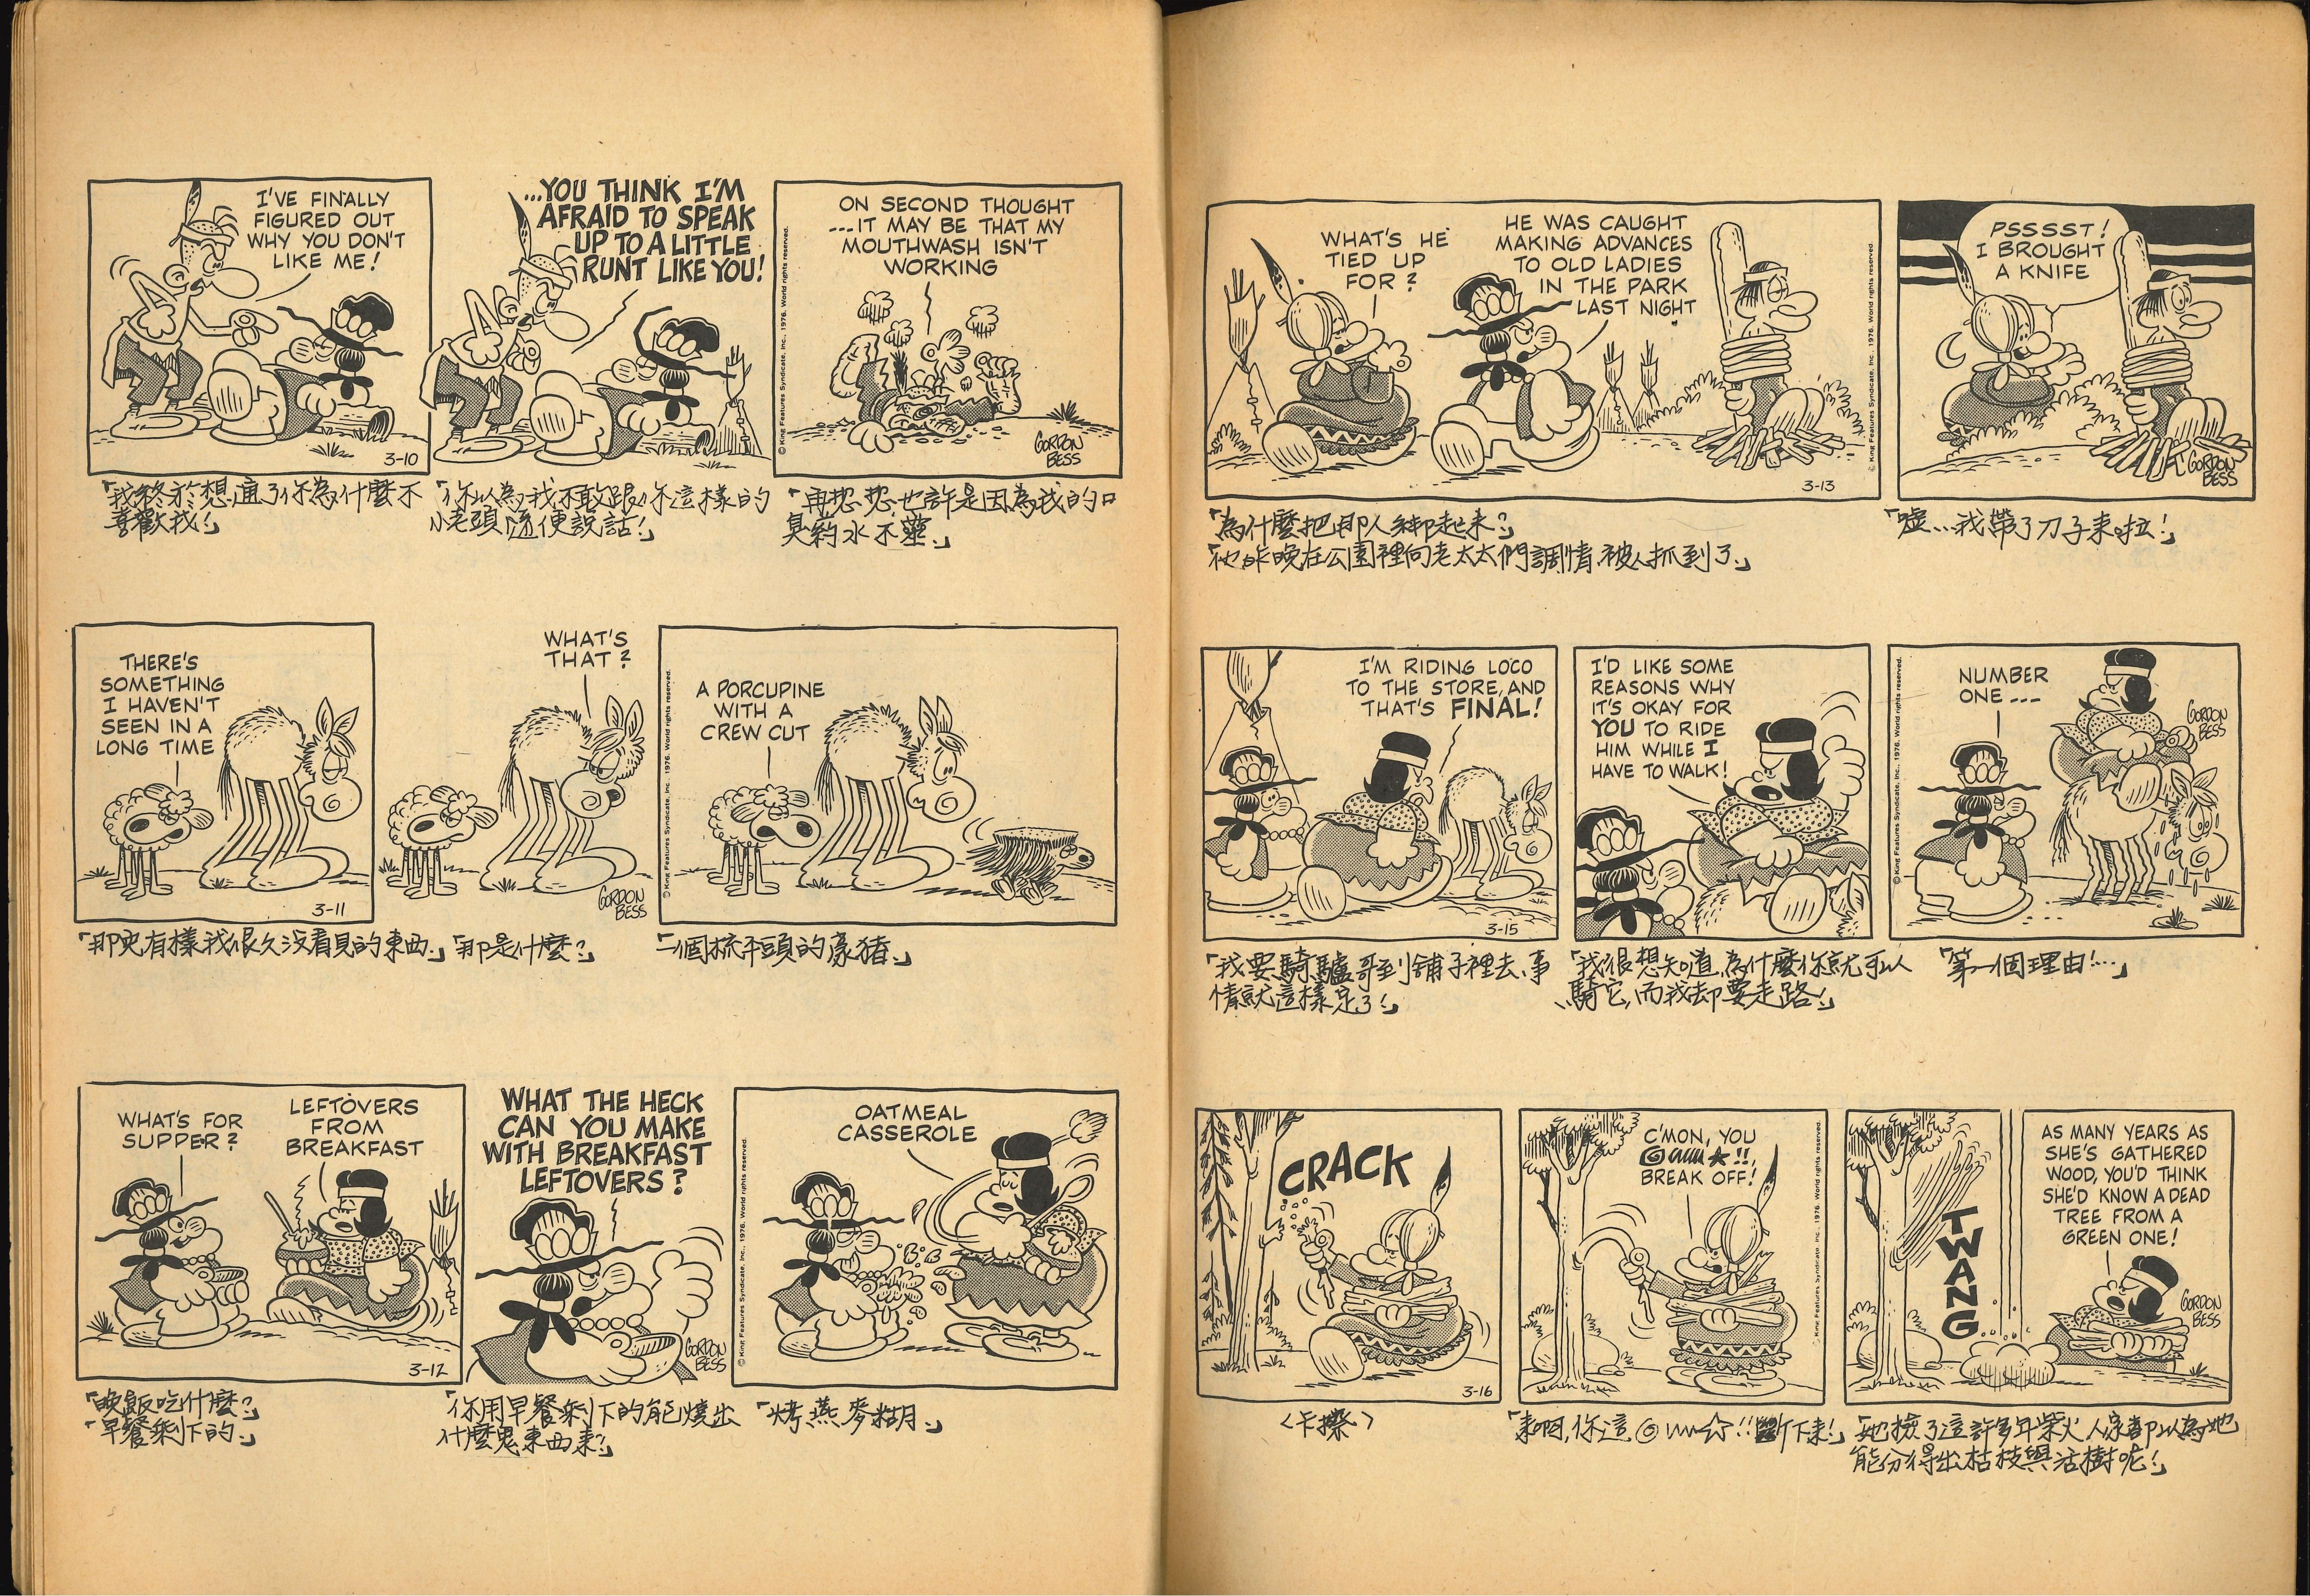 I'VE FINALLY
FIGURED OUT
WHY YOU DON'T
LIKE ME!
3-10
...YOU THINK I'M
AFRAID TO SPEAK
UP TO A LITTLE
RUNT LIKE YOU!
© King Features Syndicate, Inc., 1976. World rights reserved.
ON SECOND THOUGHT
...IT MAY BE THAT MY
MOUTHWASH ISN'T
WORKING
GORDON
BESS
「我終於想通了你為什麼不
喜歡我!」
「你以為我不敢跟你這樣的
小老頭隨便說話!」
「再想想也許是因為我的口
臭药水不靈.」
THERE'S
SOMETHING
I HAVEN'T
SEEN IN A
LONG TIME
3-11
WHAT'S
THAT?
GORDON
BESS
© King Features Syndicate, Inc., 1976. World rights reserved.
A PORCUPINE
WITH A
CREW CUT
「那兒有樣我很久没看見的東西.」
「那是什麼?」
「一個梳平頭的豪猪.」
WHAT'S FOR
SUPPER?
LEFTOVERS
FROM
BREAKFAST
3-12
WHAT THE HECK
CAN YOU MAKE
WITH BREAKFAST
LEFTOVERS?
GORDON
BESS
© King Features Syndicate, Inc., 1976. World rights reserved.
OATMEAL
CASSEROLE
「晚飯吃什麼?」
「早餐剩下的.」
「你用早餐剩下的能燒出
什麼鬼東西来?」
「烤燕麥糊.」
WHAT'S HE
TIED UP
FOR?
HE WAS CAUGHT
MAKING ADVANCES
TO OLD LADIES
IN THE PARK
LAST NIGHT
3-13
© King Features Syndicate, Inc., 1976. World rights reserved.
PSSSST!
I BROUGHT
A KNIFE
GORDON
BESS
「為什麼把那人綁起来?」
「他昨晚在公園裡向老太太們調情被人抓到了.」
「噓...我帶了刀子来啦!」
I'M RIDING LOCO
TO THE STORE, AND
THAT'S FINAL!
3-15
I'D LIKE SOME
REASONS WHY
IT'S OKAY FOR
YOU TO RIDE
HIM WHILE I
HAVE TO WALK!
© King Features Syndicate, Inc., 1976. World rights reserved.
NUMBER
ONE ---
GORDON
BESS
「我要騎驢哥到舖子裡去,事
情就這樣定了!」
「我很想知道,為什麼你就可以
騎它,而我却要走路!」
「第一個理由!...」
CRACK
3-16
C'MON, YOU
BREAK OFF!
© King Features Syndicate, Inc., 1976. World rights reserved.
TWANG
AS MANY YEARS AS
SHE'S GATHERED
WOOD, YOU'D THINK
SHE'D KNOW A DEAD
TREE FROM A
GREEN ONE!
GORDON
BESS
<卡擦>
「来啊,你這 !!斷下来!」
「她撿了這許多年柴火人家都以為她
能分得出枯枝與活樹呢!」